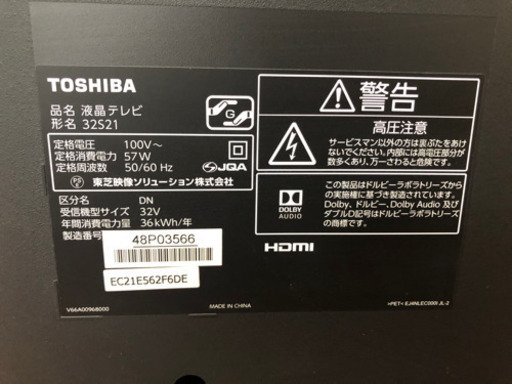 TOSHIBA
品名 液晶テレビ
形名 32S21
G
定格電圧 100V～
定格消費電力 57W
定格周波数 50/60 Hz
PS
E
JQA
東芝映像ソリューション株式会社
区分名 DN
受信機型サイズ 32V
年間消費電力量 36kWh/年
製造番号
48P03566
EC21E562F6DE
V66A00968000
MADE IN CHINA
警告
高圧注意
サービスマン以外の方は裏ぶたをあけ
ないでください。内部には高電圧部分が
数多くあり、万一さわると危険です。
DOLBY
AUDIO
この製品はドルビーラボラトリーズから
の実施権に基づき製造されています。
Dolby、ドルビー、Dolby Audio 及び
ダブルD記号はドルビーラボラトリーズ
の商標です。
HDMI
>PET< EJ4NLEC000I JL-2